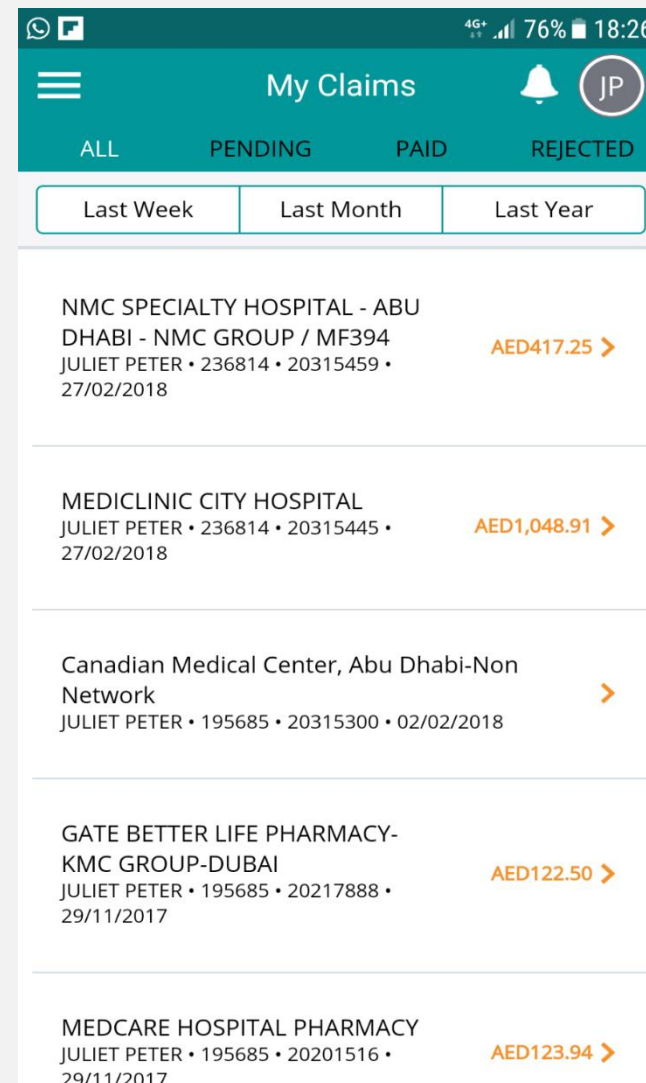 4G+ 76% 18:26
My Claims JP
ALL PENDING PAID REJECTED
Last Week Last Month Last Year
NMC SPECIALTY HOSPITAL - ABU
DHABI - NMC GROUP / MF394
JULIET PETER • 236814 • 20315459 •
27/02/2018
AED417.25
MEDICLINIC CITY HOSPITAL
JULIET PETER • 236814 • 20315445 •
27/02/2018
AED1,048.91
Canadian Medical Center, Abu Dhabi-Non
Network
JULIET PETER • 195685 • 20315300 • 02/02/2018
GATE BETTER LIFE PHARMACY-
KMC GROUP-DUBAI
JULIET PETER • 195685 • 20217888 •
29/11/2017
AED122.50
MEDCARE HOSPITAL PHARMACY
JULIET PETER • 195685 • 20201516 •
29/11/2017
AED123.94